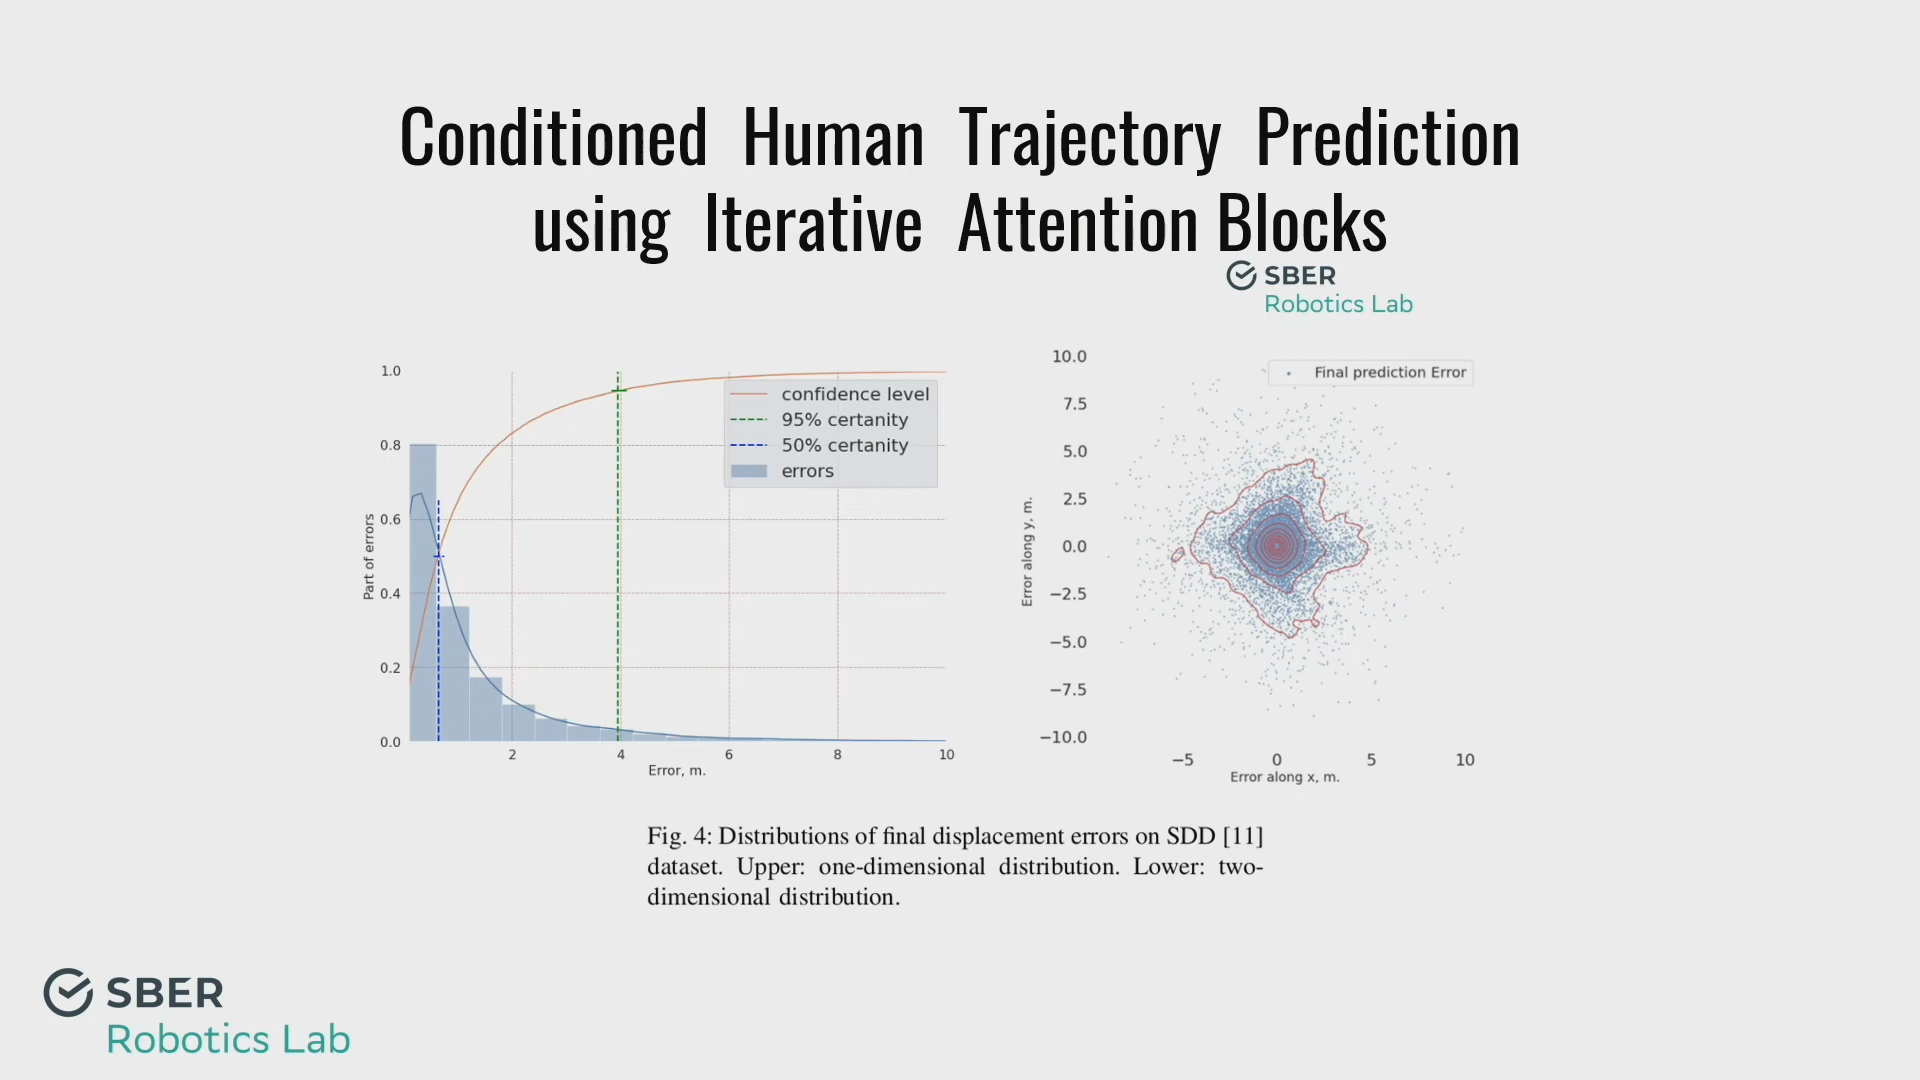 Conditioned Human Trajectory Prediction
using Iterative Attention Blocks
SBER
Robotics Lab
1.0
0.8
0.6
0.4
0.2
0.0
Part of errors
2
4
6
8
10
Error, m.
confidence level
95% certanity
50% certanity
errors
10.0
7.5
5.0
2.5
0.0
−2.5
−5.0
−7.5
−10.0
Error along y, m.
Final prediction Error
−5
0
5
10
Error along x, m.
Fig. 4: Distributions of final displacement errors on SDD [11]
dataset. Upper: one-dimensional distribution. Lower: two-
dimensional distribution.
SBER
Robotics Lab